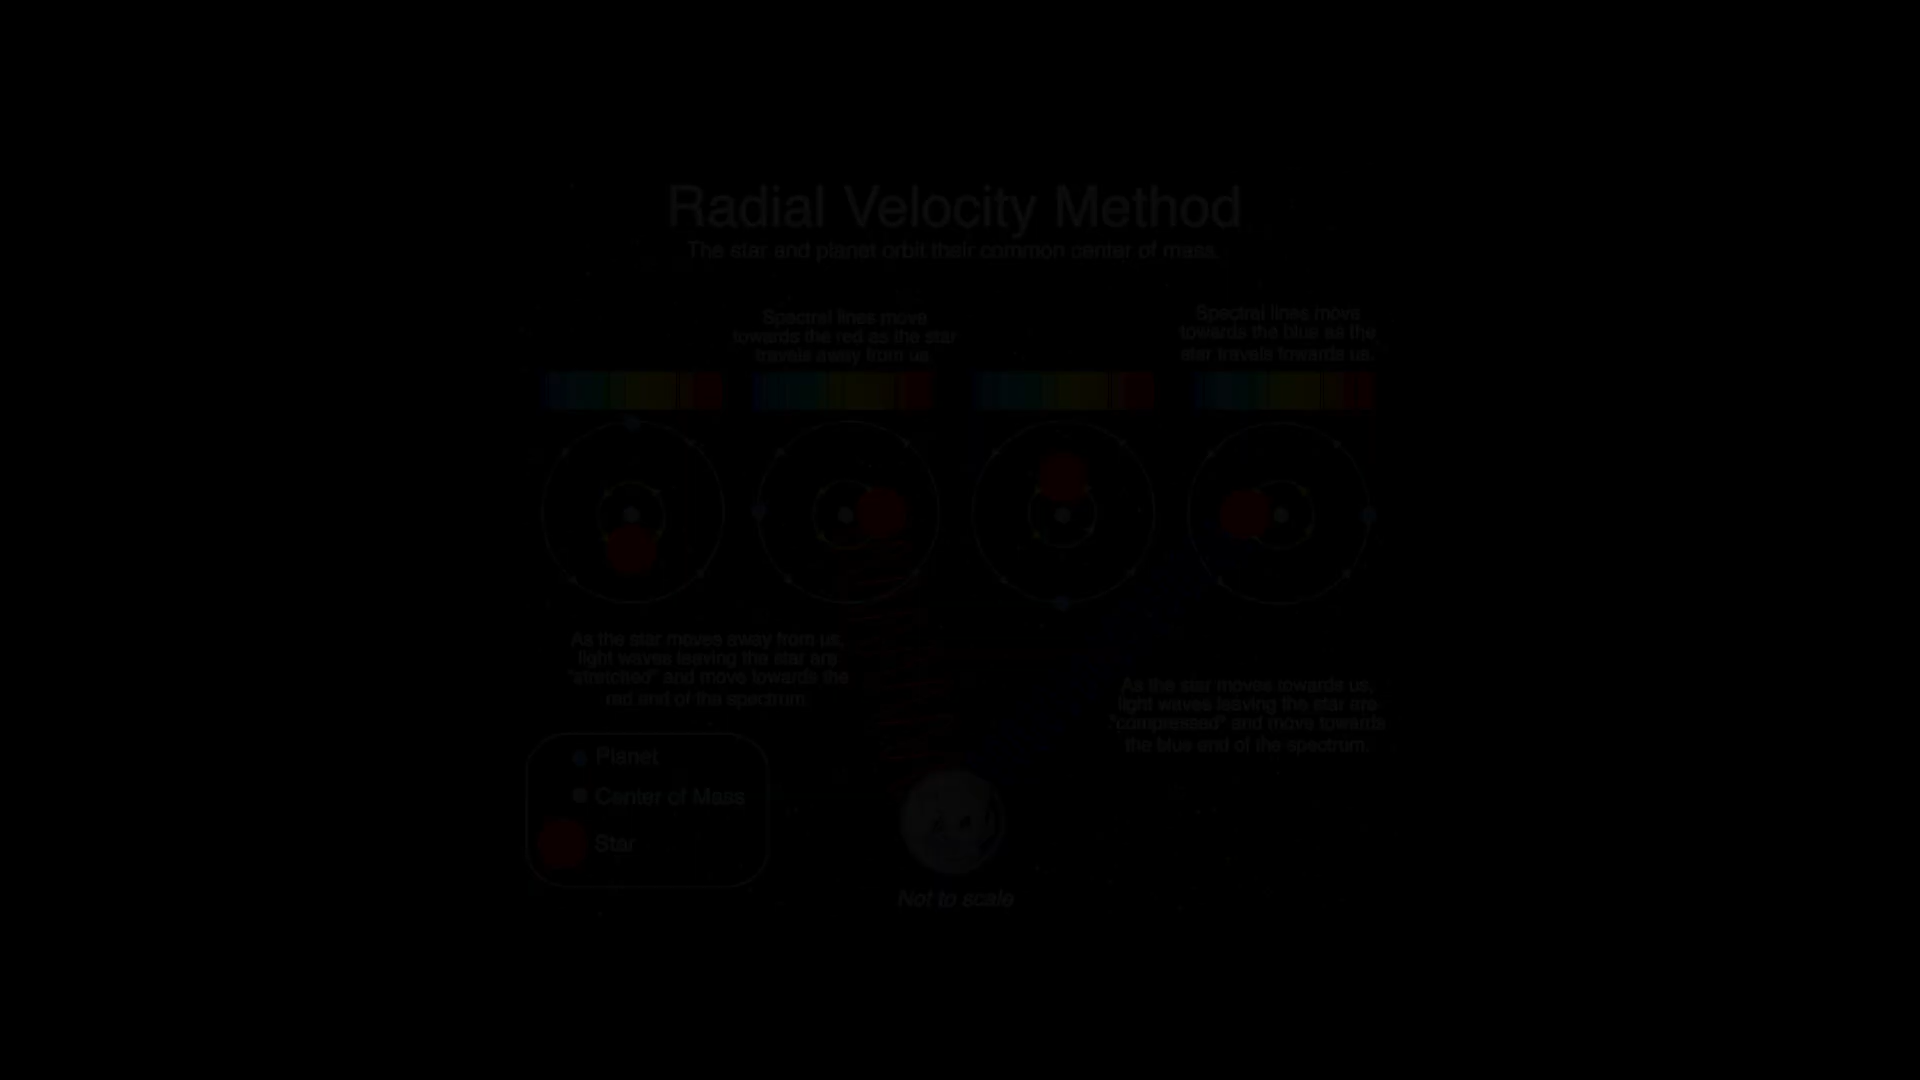 Radial Velocity Method
The star and planet orbit their common center of mass.
Spectral lines move
towards the red as the star
travels away from us.
Spectral lines move
towards the blue as the
star travels towards us.
As the star moves away from us,
light waves leaving the star are
"stretched" and move towards the
red end of the spectrum.
As the star moves towards us,
light waves leaving the star are
"compressed" and move towards
the blue end of the spectrum.
Planet
Center of Mass
Star
Not to scale